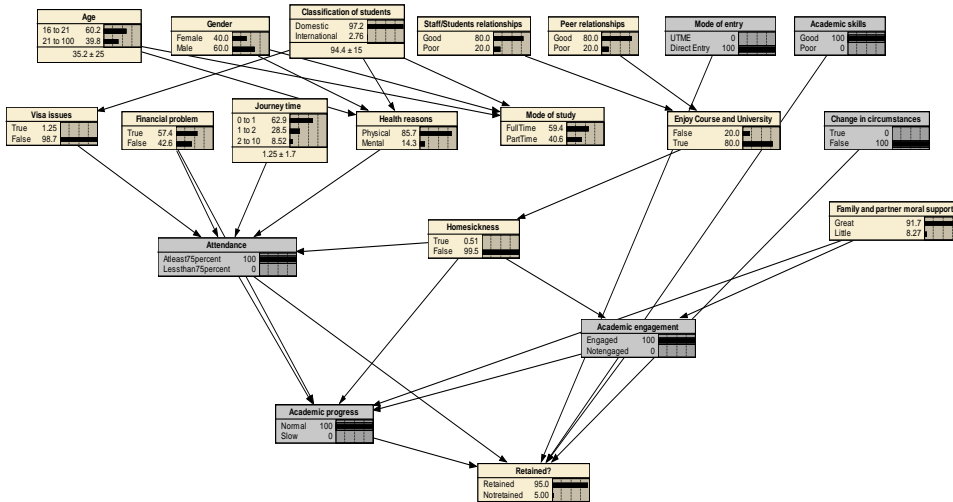 Age
16 to 21 60.2
21 to 100 39.8
35.2 ± 25
Gender
Female 40.0
Male 60.0
Classification of students
Domestic 97.2
International 2.76
94.4 ± 15
Staff/Students relationships
Good 80.0
Poor 20.0
Peer relationships
Good 80.0
Poor 20.0
Mode of entry
UTME 0
Direct Entry 100
Academic skills
Good 100
Poor 0
Visa issues
True 1.25
False 98.7
Financial problem
True 57.4
False 42.6
Journey time
0 to 1 62.9
1 to 2 28.5
2 to 10 8.52
1.25 ± 1.7
Health reasons
Physical 85.7
Mental 14.3
Mode of study
FullTime 59.4
PartTime 40.6
Enjoy Course and University
False 20.0
True 80.0
Change in circumstances
True 0
False 100
Family and partner moral support
Great 91.7
Little 8.27
Homesickness
True 0.51
False 99.5
Attendance
Atleast75percent 100
Lessthan75percent 0
Academic engagement
Engaged 100
Notengaged 0
Academic progress
Normal 100
Slow 0
Retained?
Retained 95.0
Notretained 5.00